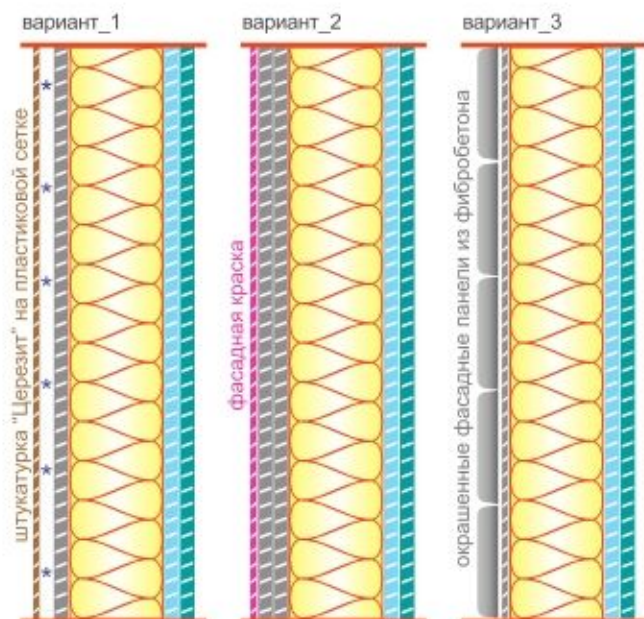 вариант_1
вариант_2
вариант_3
штукатурка "Церезит" на пластиковой сетке
фасадная краска
окрашенные фасадные панели из фибробетона